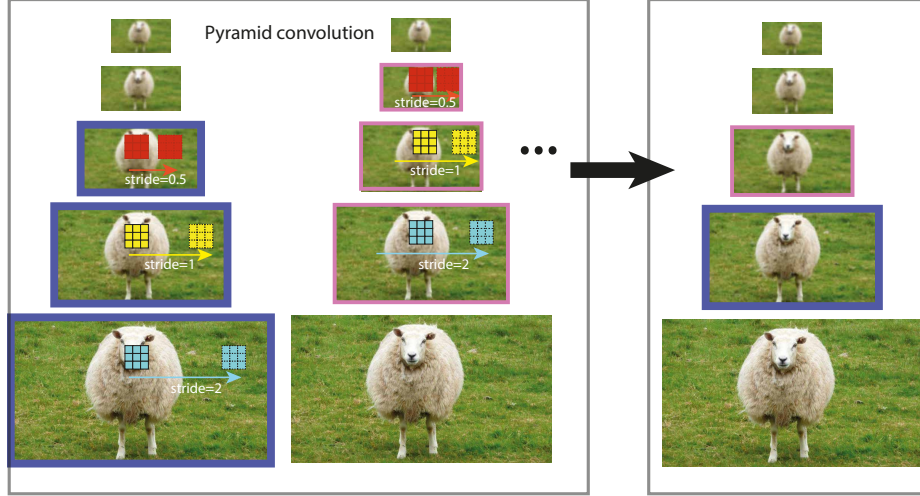 Pyramid convolution
stride=0.5
stride=0.5
stride=1
stride=1
stride=2
stride=2